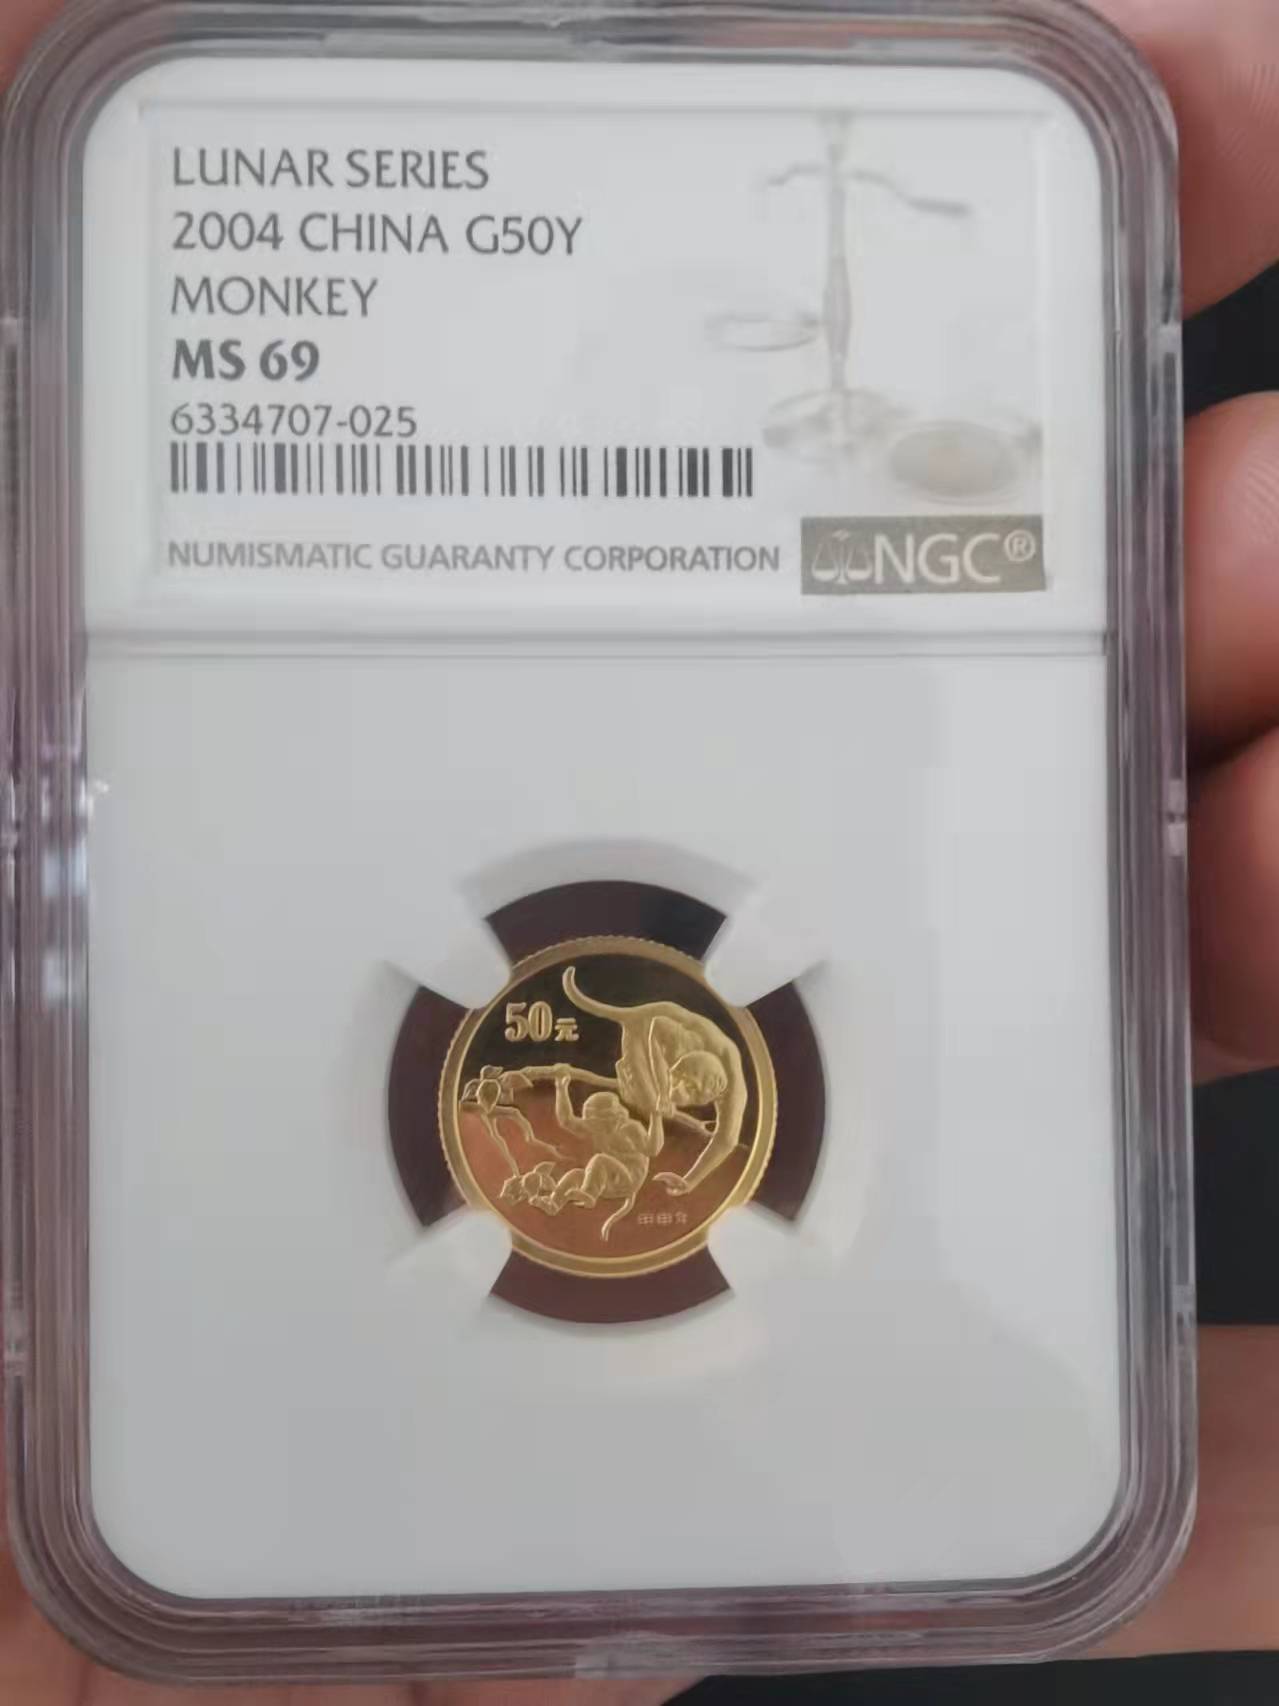 LUNAR SERIES
2004 CHINA G50Y
MONKEY
MS 69
6334707-025
NUMISMATIC GUARANTY CORPORATION
NGC®
50元